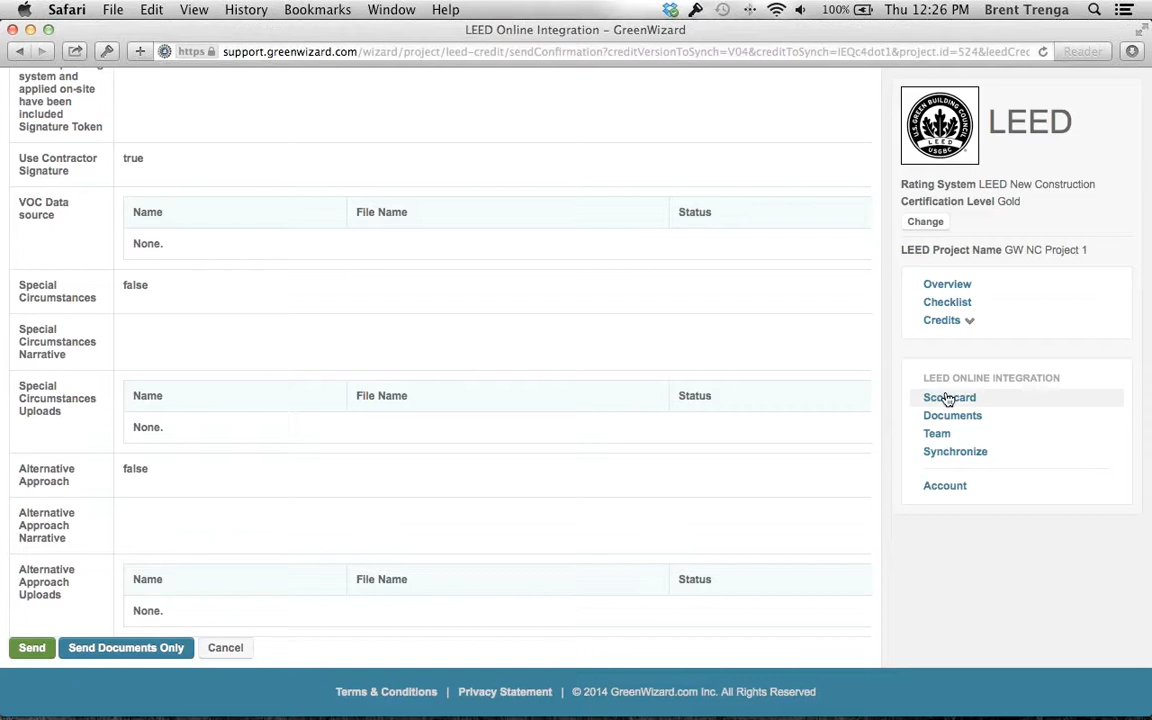 Safari File Edit View History Bookmarks Window Help 100% Thu 12:26 PM Brent Trenga
LEED Online Integration – GreenWizard
https support.greenwizard.com/wizard/project/leed-credit/sendConfirmation?creditVersionToSynch=V04&creditToSynch=IEQc4dot1&project.id=524&leedCrec Reader
system and
applied on-site
have been
included
Signature Token
Use Contractor
Signature
true
VOC Data
source
Name File Name Status
None.
Special
Circumstances
false
Special
Circumstances
Narrative
Special
Circumstances
Uploads
Name File Name Status
None.
Alternative
Approach
false
Alternative
Approach
Narrative
Alternative
Approach
Uploads
Name File Name Status
None.
Send Send Documents Only Cancel
U.S. GREEN BUILDING COUNCIL
LEED
USGBC
LEED
Rating System LEED New Construction
Certification Level Gold
Change
LEED Project Name GW NC Project 1
Overview
Checklist
Credits
LEED ONLINE INTEGRATION
Scorecard
Documents
Team
Synchronize
Account
Terms & Conditions | Privacy Statement | © 2014 GreenWizard.com Inc. All Rights Reserved